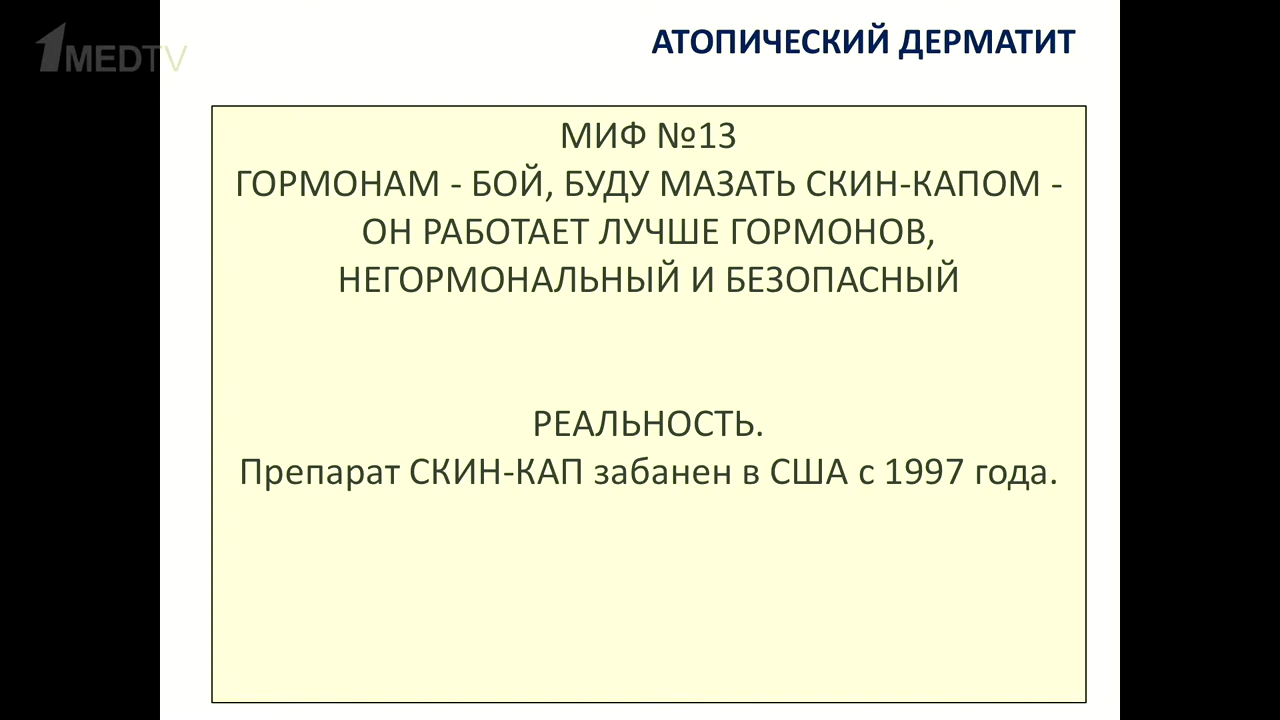 1MEDTV
АТОПИЧЕСКИЙ ДЕРМАТИТ
МИФ №13
ГОРМОНАМ - БОЙ, БУДУ МАЗАТЬ СКИН-КАПОМ -
ОН РАБОТАЕТ ЛУЧШЕ ГОРМОНОВ,
НЕГОРМОНАЛЬНЫЙ И БЕЗОПАСНЫЙ
РЕАЛЬНОСТЬ.
Препарат СКИН-КАП забанен в США с 1997 года.